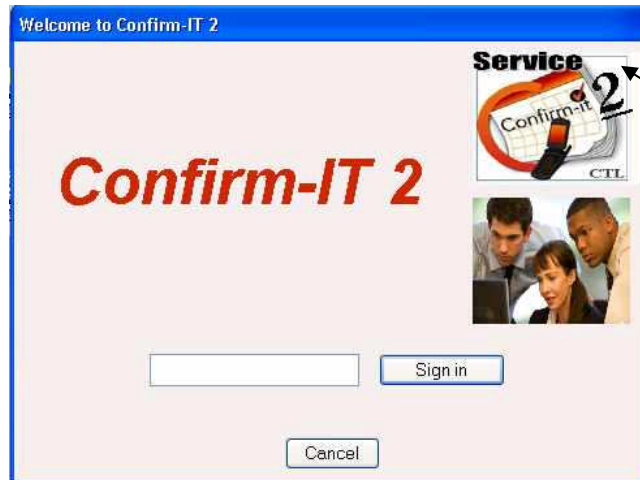 Welcome to Confirm-IT 2
Service
Confirm-it 2
CTL
Confirm-IT 2
Sign in
Cancel